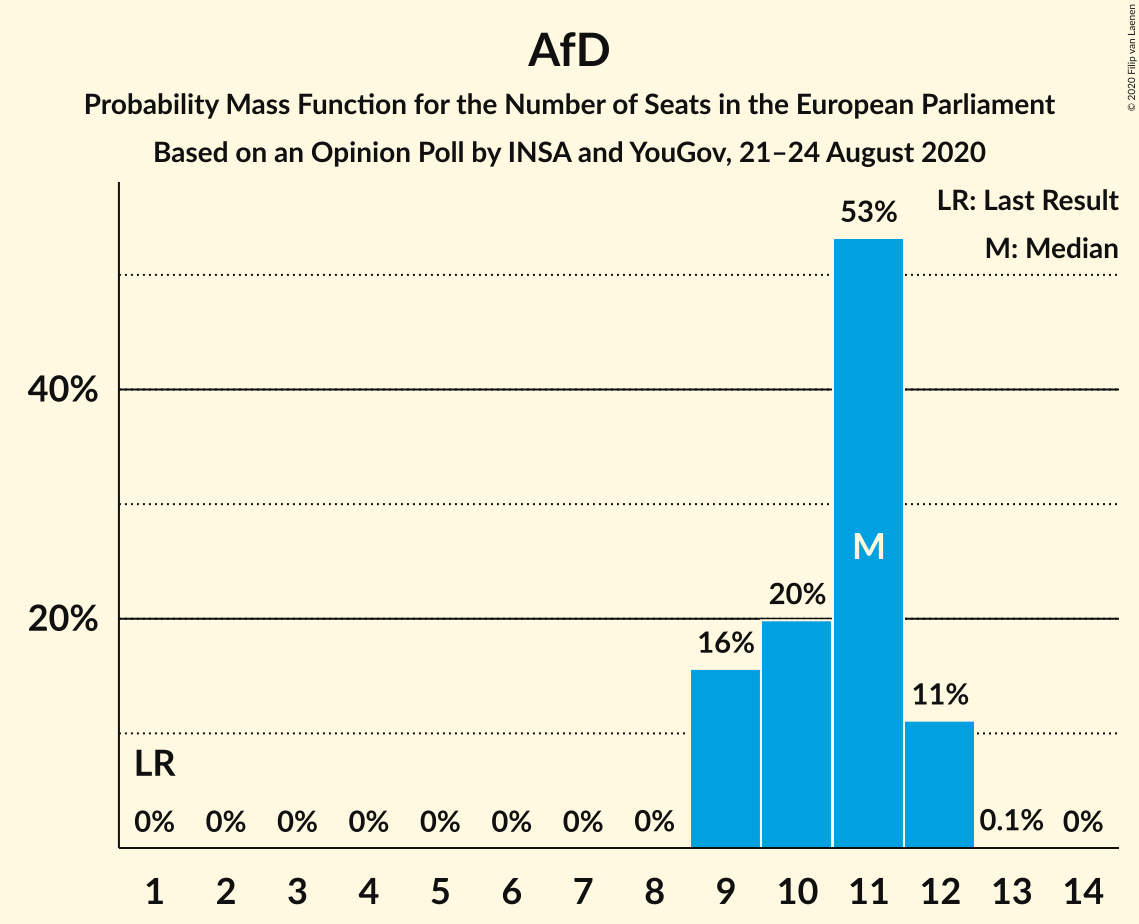 AfD
Probability Mass Function for the Number of Seats in the European Parliament
Based on an Opinion Poll by INSA and YouGov, 21–24 August 2020
© 2020 Filip van Laenen
LR: Last Result
M: Median
53%
40%
M
20%
20%
16%
11%
LR
0% 0% 0% 0% 0% 0% 0% 0% 0.1% 0%
1 2 3 4 5 6 7 8 9 10 11 12 13 14